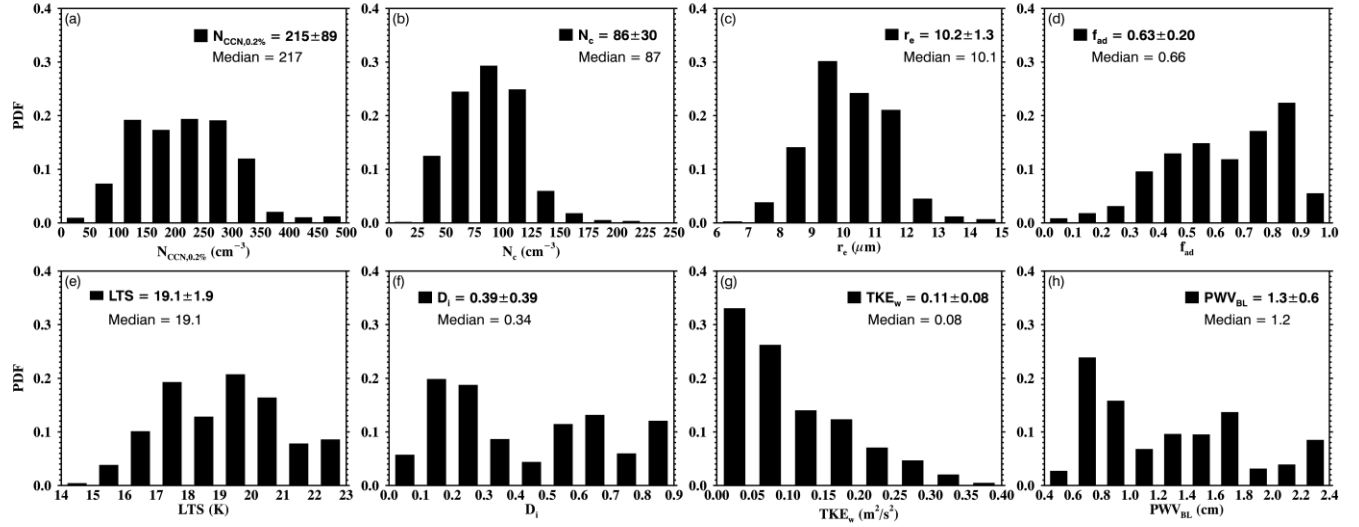 (a)
N_CCN,0.2% = 215±89
Median = 217
PDF
0.4
0.3
0.2
0.1
0.0
0 50 100 150 200 250 300 350 400 450 500
N_CCN,0.2% (cm⁻³)
(b)
N_c = 86±30
Median = 87
0.4
0.3
0.2
0.1
0.0
0 25 50 75 100 125 150 175 200 225 250
N_c (cm⁻³)
(c)
r_e = 10.2±1.3
Median = 10.1
0.4
0.3
0.2
0.1
0.0
6 7 8 9 10 11 12 13 14 15
r_e (μm)
(d)
f_ad = 0.63±0.20
Median = 0.66
0.4
0.3
0.2
0.1
0.0
0.0 0.1 0.2 0.3 0.4 0.5 0.6 0.7 0.8 0.9 1.0
f_ad
(e)
LTS = 19.1±1.9
Median = 19.1
PDF
0.4
0.3
0.2
0.1
0.0
14 15 16 17 18 19 20 21 22 23
LTS (K)
(f)
D_i = 0.39±0.39
Median = 0.34
0.4
0.3
0.2
0.1
0.0
0.0 0.1 0.2 0.3 0.4 0.5 0.6 0.7 0.8 0.9
D_i
(g)
TKE_w = 0.11±0.08
Median = 0.08
0.4
0.3
0.2
0.1
0.0
0.00 0.05 0.10 0.15 0.20 0.25 0.30 0.35 0.40
TKE_w (m²/s²)
(h)
PWV_BL = 1.3±0.6
Median = 1.2
0.4
0.3
0.2
0.1
0.0
0.4 0.6 0.8 1.0 1.2 1.4 1.6 1.8 2.0 2.2 2.4
PWV_BL (cm)